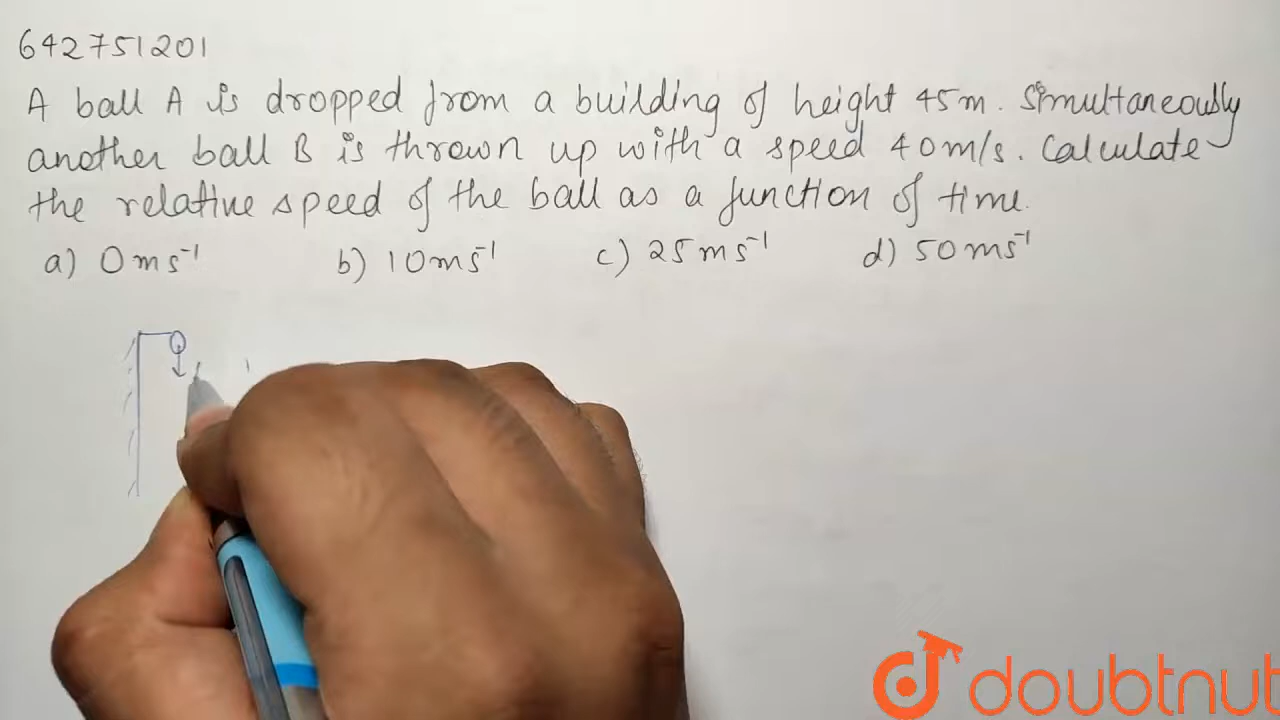 642751201
A ball A is dropped from a building of height 45m. Simultaneously
another ball B is thrown up with a speed 40m/s. Calculate
the relative speed of the ball as a function of time.
a) 0ms⁻¹ b) 10ms⁻¹ c) 25ms⁻¹ d) 50ms⁻¹
doubtnut